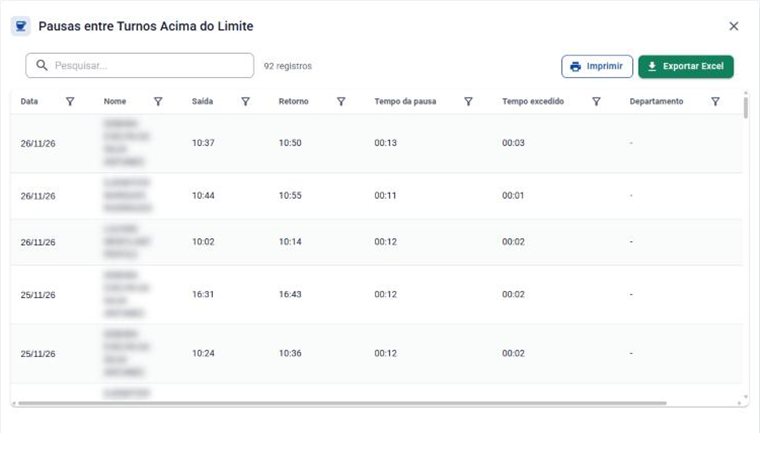 Pausas entre Turnos Acima do Limite
Pesquisar...
92 registros
Imprimir
Exportar Excel
Data Nome Saída Retorno Tempo da pausa Tempo excedido Departamento
26/11/26 10:37 10:50 00:13 00:03 -
26/11/26 10:44 10:55 00:11 00:01 -
26/11/26 10:02 10:14 00:12 00:02 -
25/11/26 16:31 16:43 00:12 00:02 -
25/11/26 10:24 10:36 00:12 00:02 -